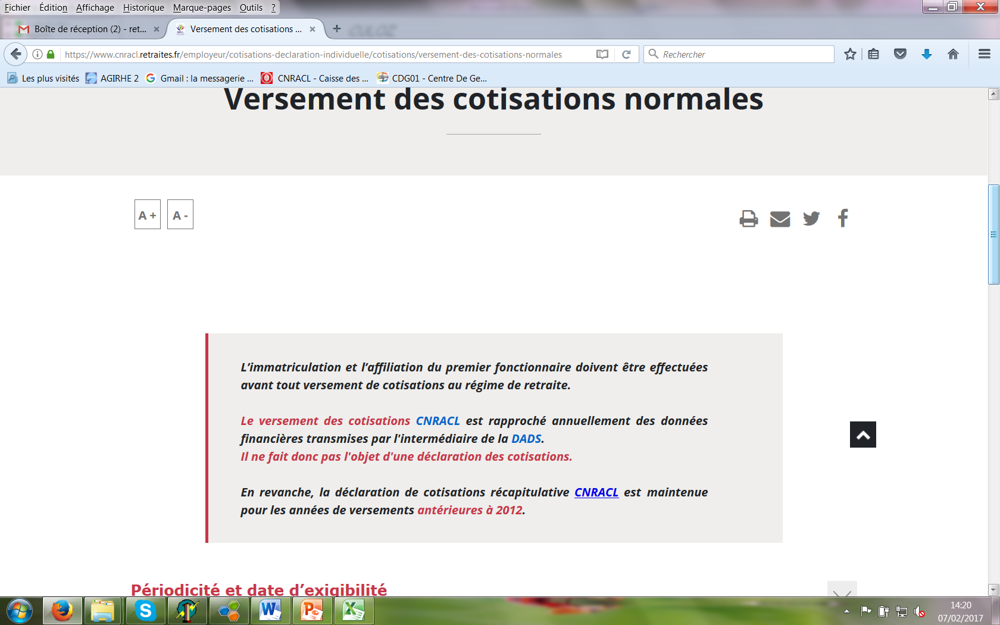 Fichier Édition Affichage Historique Marque-pages Outils ?
Boîte de réception (2) - ret... Versement des cotisations ...
https://www.cnracl.retraites.fr/employeur/cotisations-declaration-individuelle/cotisations/versement-des-cotisations-normales Rechercher
Les plus visités AGIRHE 2 Gmail : la messagerie ... CNRACL - Caisse des ... CDG01 - Centre De Ge...
Versement des cotisations normales
A + A -
L’immatriculation et l’affiliation du premier fonctionnaire doivent être effectuées
avant tout versement de cotisations au régime de retraite.
Le versement des cotisations CNRACL est rapproché annuellement des données
financières transmises par l'intermédiaire de la DADS.
Il ne fait donc pas l'objet d'une déclaration des cotisations.
En revanche, la déclaration de cotisations récapitulative CNRACL est maintenue
pour les années de versements antérieures à 2012.
Périodicité et date d’exigibilité
14:20
07/02/2017